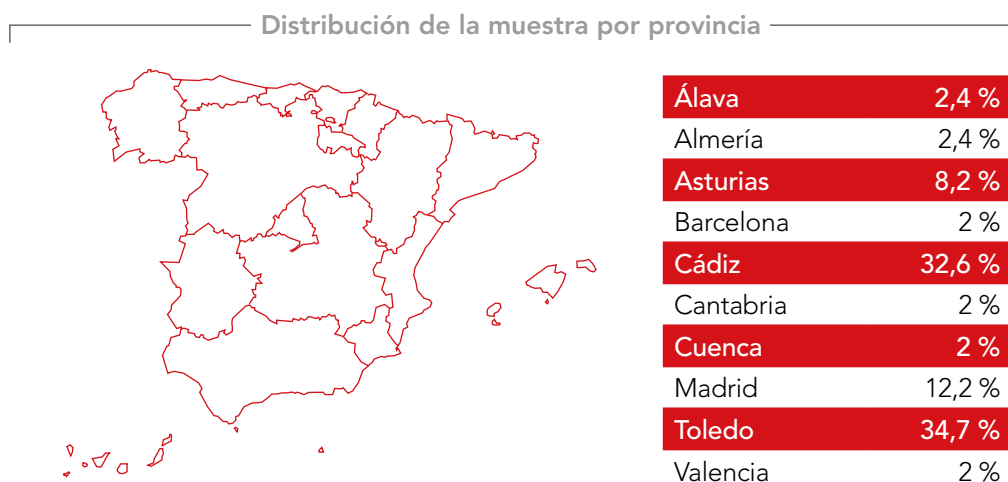 Distribución de la muestra por provincia
Álava 2,4 %
Almería 2,4 %
Asturias 8,2 %
Barcelona 2 %
Cádiz 32,6 %
Cantabria 2 %
Cuenca 2 %
Madrid 12,2 %
Toledo 34,7 %
Valencia 2 %